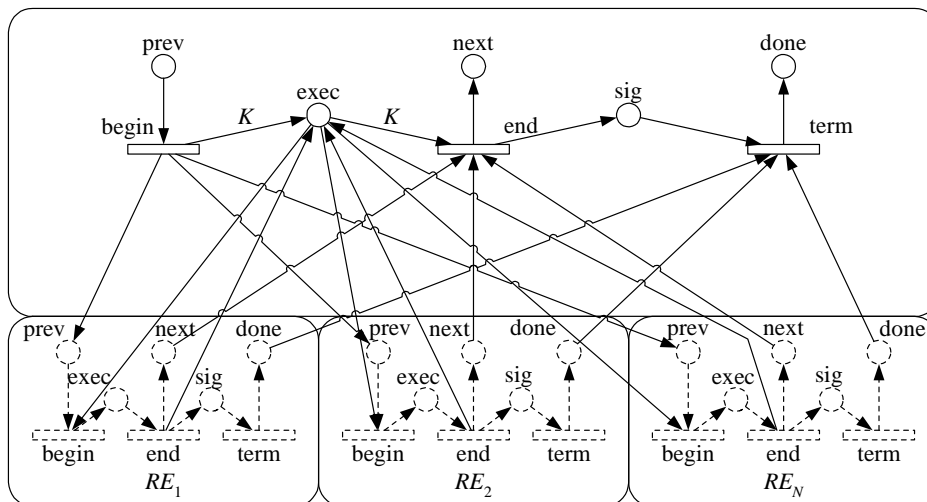 prev next done
exec sig
begin K K end term
prev next done prev next done prev next done
exec sig exec sig exec sig
begin end term begin end term begin end term
RE1 RE2 REN